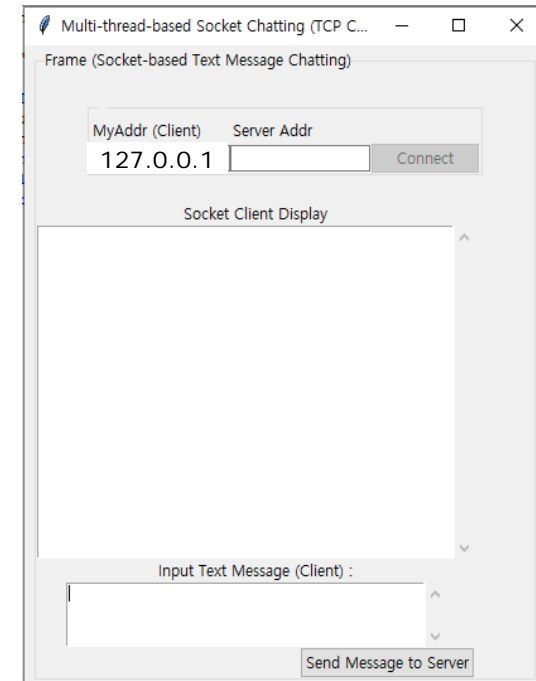 Multi-thread-based Socket Chatting (TCP C...
Frame (Socket-based Text Message Chatting)
MyAddr (Client) Server Addr
127.0.0.1 Connect
Socket Client Display
Input Text Message (Client) :
Send Message to Server